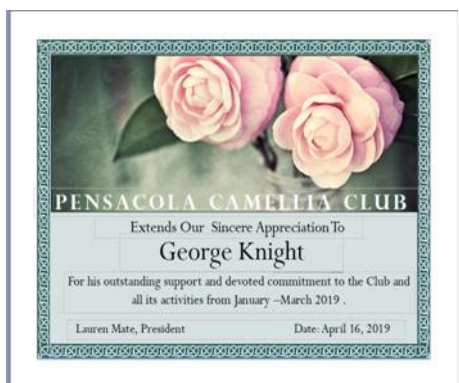 PENSACOLA CAMELLIA CLUB
Extends Our Sincere Appreciation To
George Knight
For his outstanding support and devoted commitment to the Club and
all its activities from January –March 2019 .
Lauren Mate, President Date: April 16, 2019